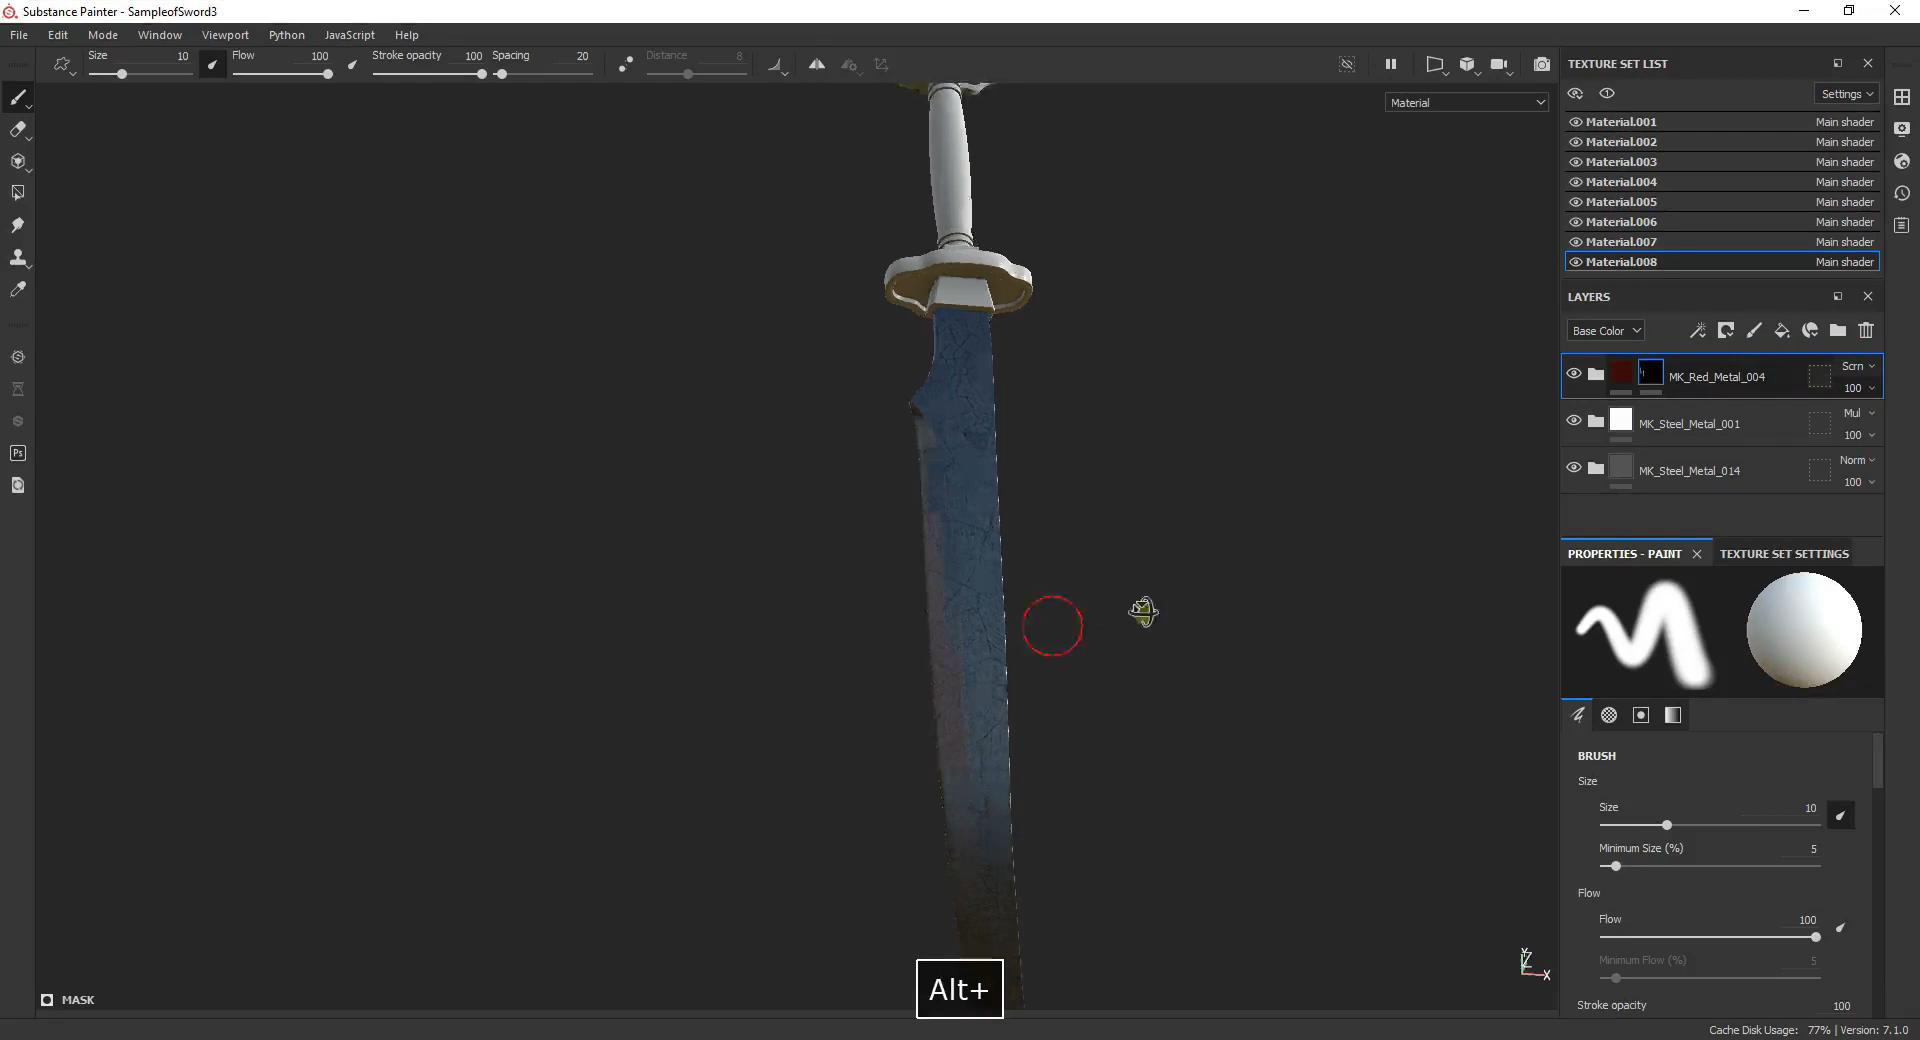 Substance Painter - SampleofSword3
File Edit Mode Window Viewport Python JavaScript Help
Size 10 Flow 100 Stroke opacity 100 Spacing 20 Distance 8
Material
TEXTURE SET LIST
Settings
Material.001 Main shader
Material.002 Main shader
Material.003 Main shader
Material.004 Main shader
Material.005 Main shader
Material.006 Main shader
Material.007 Main shader
Material.008 Main shader
LAYERS
Base Color
MK_Red_Metal_004 Scrn 100
MK_Steel_Metal_001 Mul 100
MK_Steel_Metal_014 Norm 100
Ps
PROPERTIES - PAINT TEXTURE SET SETTINGS
BRUSH
Size
Size 10
Minimum Size (%) 5
Flow
Flow 100
Minimum Flow (%) 5
Stroke opacity 100
Y
Z
X
Alt+
MASK
Cache Disk Usage: 77% | Version: 7.1.0